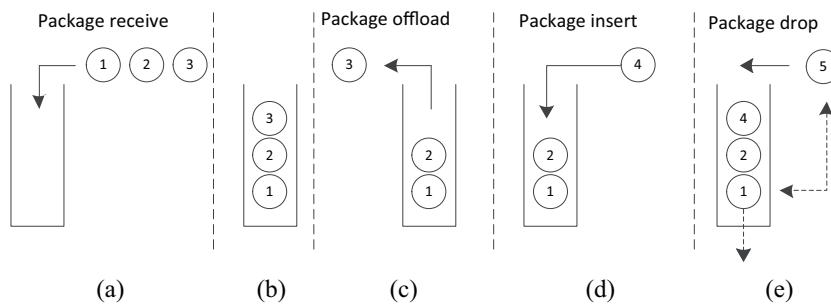 Package receive
Package offload
Package insert
Package drop
1 2 3
3
4
5
3
2
1
2
1
2
1
4
2
1
(a) (b) (c) (d) (e)